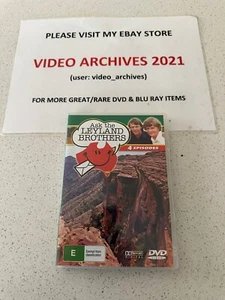 PLEASE VISIT MY EBAY STORE
VIDEO ARCHIVES 2021
(user: video_archives)
FOR MORE GREAT/RARE DVD & BLU RAY ITEMS
Ask the
LEYLAND
BROTHERS
4 EPISODES
E
DVD